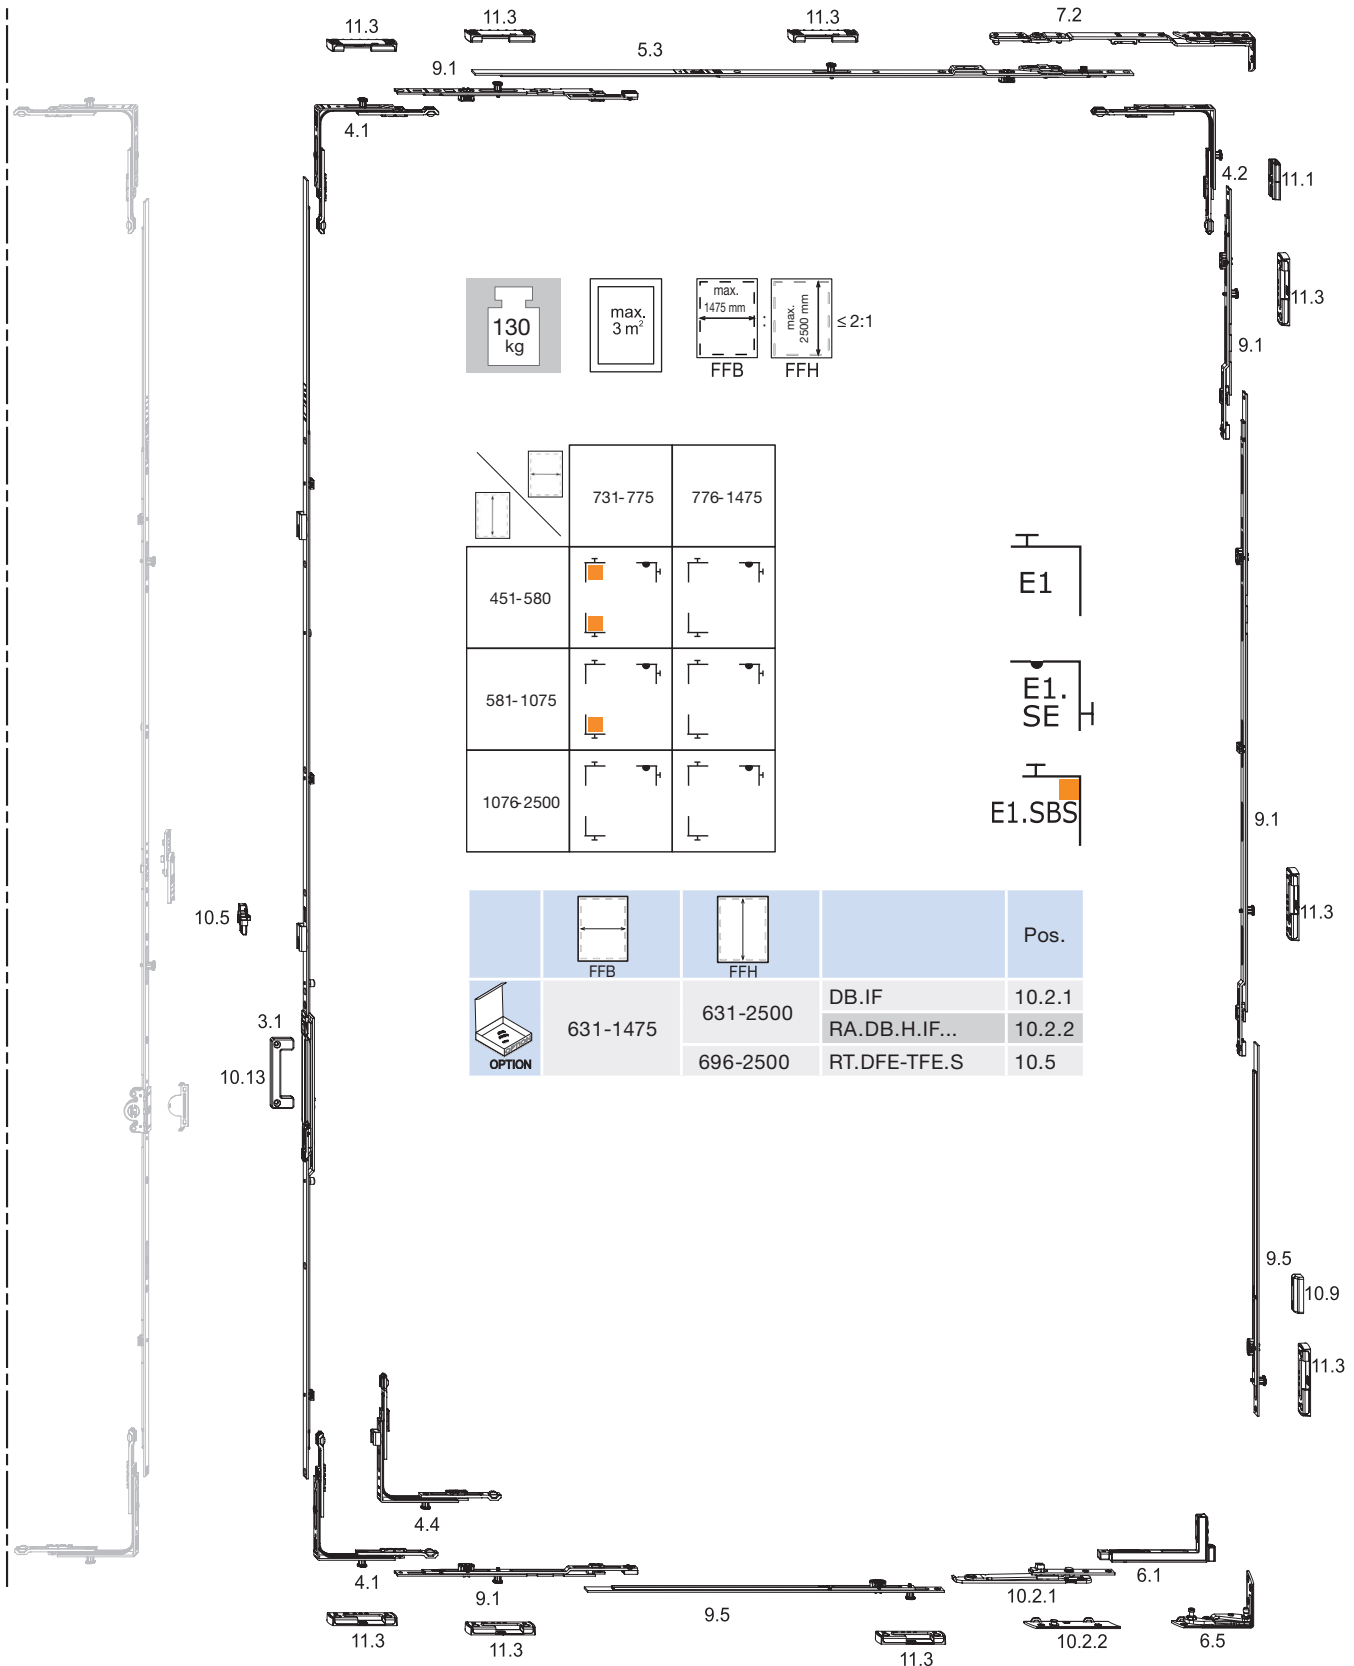 11.3
11.3
11.3
7.2
5.3
9.1
4.1
4.2
11.1
11.3
9.1
130
kg
max.
3 m²
max.
1475 mm
:
max.
2500 mm
≤ 2:1
FFB
FFH
731-775
776-1475
451-580
581-1075
1076-2500
E1
E1.
SE
E1.SBS
9.1
11.3
10.5
3.1
10.13
FFB
FFH
Pos.
OPTION
631-1475
631-2500
DB.IF
10.2.1
RA.DB.H.IF...
10.2.2
696-2500
RT.DFE-TFE.S
10.5
9.5
10.9
11.3
4.4
4.1
9.1
9.5
10.2.1
6.1
11.3
11.3
11.3
10.2.2
6.5